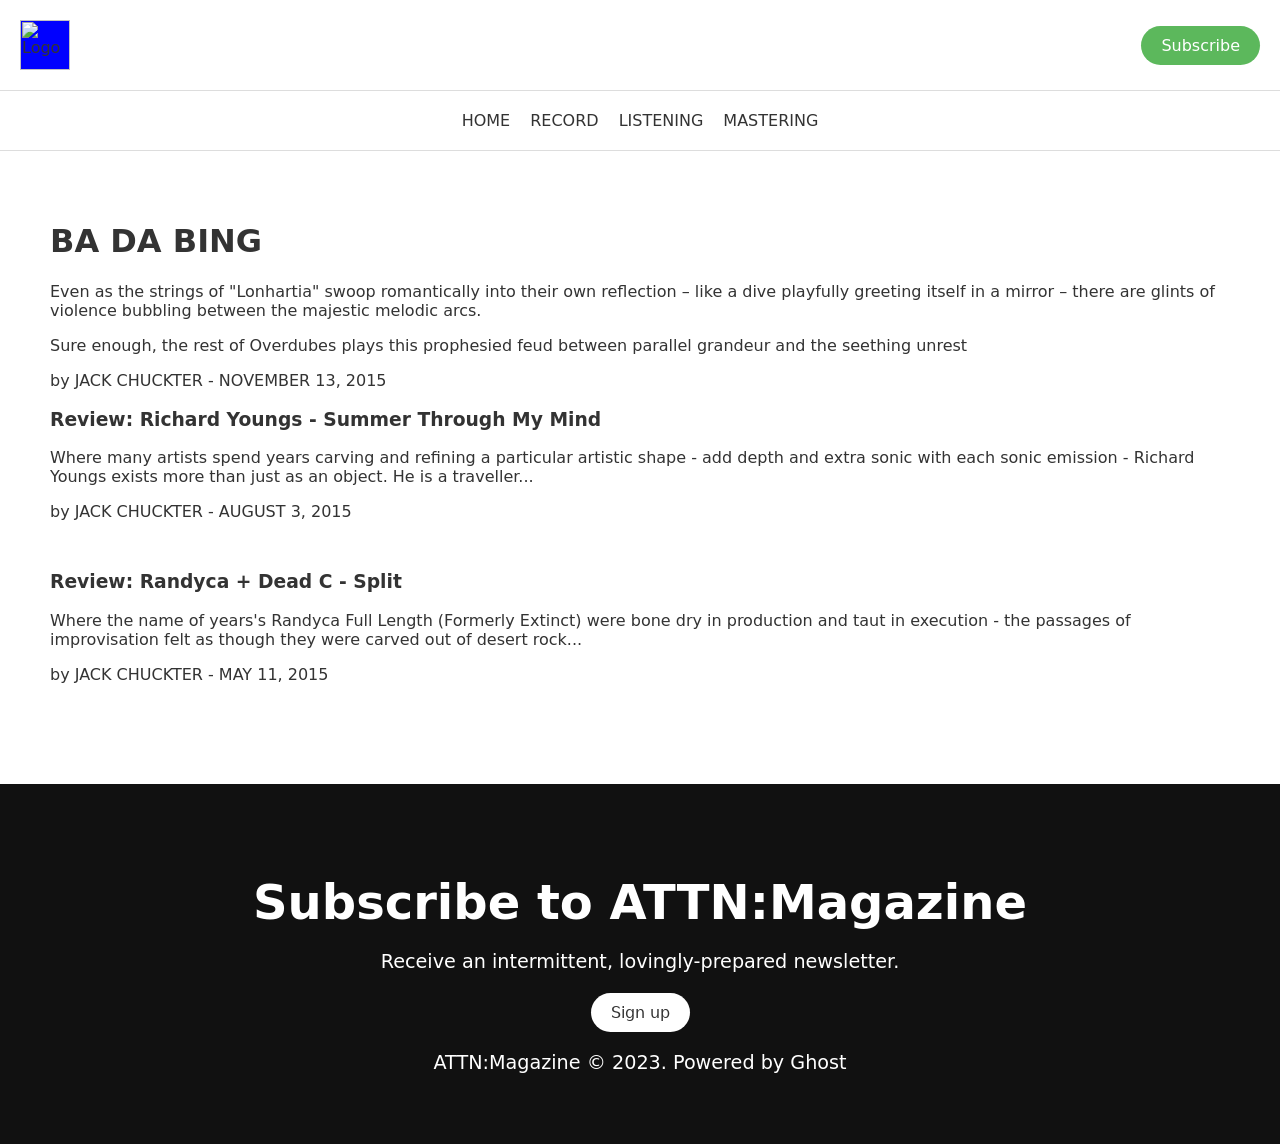 Logo
Subscribe
HOME RECORD LISTENING MASTERING
BA DA BING
Even as the strings of "Lonhartia" swoop romantically into their own reflection – like a dive playfully greeting itself in a mirror – there are glints of
violence bubbling between the majestic melodic arcs.
Sure enough, the rest of Overdubes plays this prophesied feud between parallel grandeur and the seething unrest
by JACK CHUCKTER - NOVEMBER 13, 2015
Review: Richard Youngs - Summer Through My Mind
Where many artists spend years carving and refining a particular artistic shape - add depth and extra sonic with each sonic emission - Richard
Youngs exists more than just as an object. He is a traveller...
by JACK CHUCKTER - AUGUST 3, 2015
Review: Randyca + Dead C - Split
Where the name of years's Randyca Full Length (Formerly Extinct) were bone dry in production and taut in execution - the passages of
improvisation felt as though they were carved out of desert rock...
by JACK CHUCKTER - MAY 11, 2015
Subscribe to ATTN:Magazine
Receive an intermittent, lovingly-prepared newsletter.
Sign up
ATTN:Magazine © 2023. Powered by Ghost